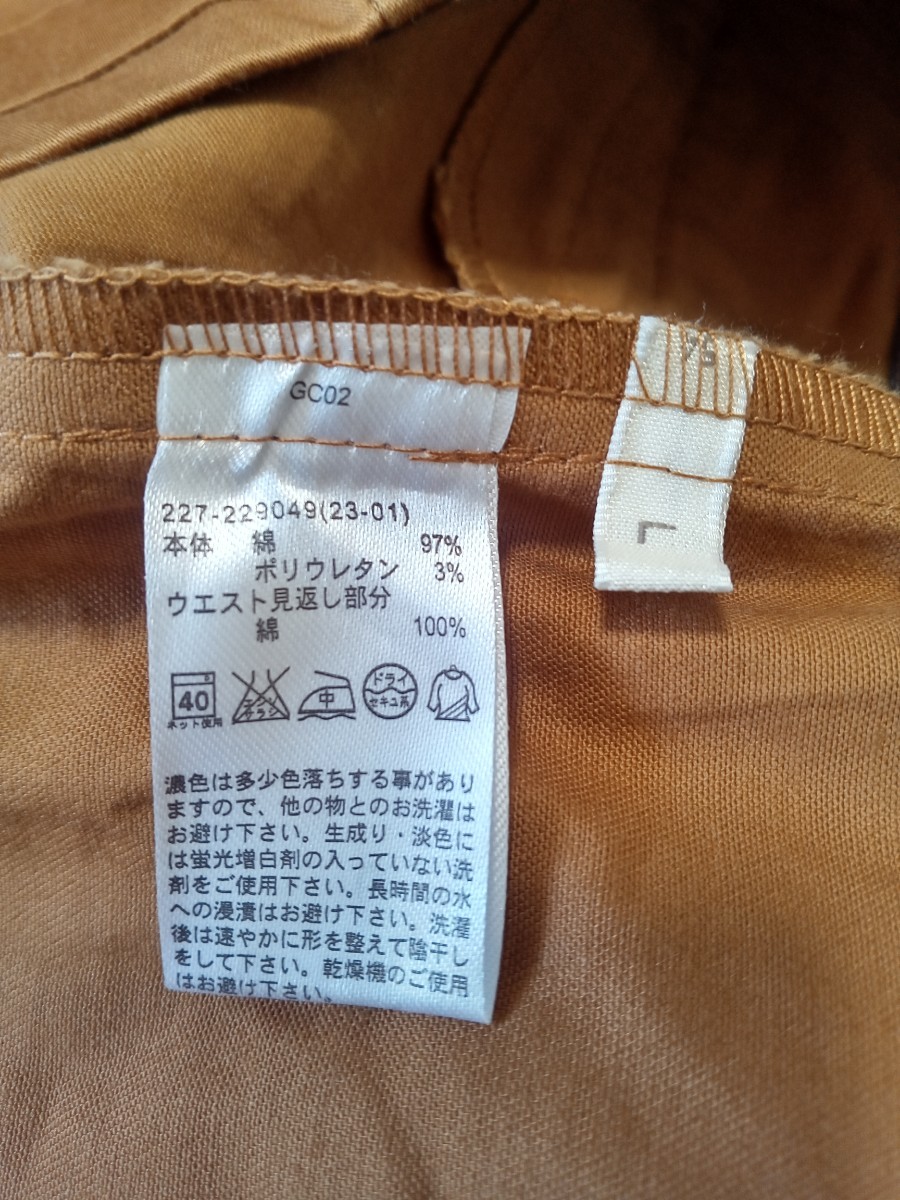 GC02
227-229049(23-01)
本体 綿 97%
ポリウレタン 3%
ウエスト見返し部分
綿 100%
40
ネット使用
エンソ
サラシ
中
ドライ
セキユ系
濃色は多少色落ちする事があり
ますので、他の物とのお洗濯は
お避け下さい。生成り・淡色に
は蛍光増白剤の入っていない洗
剤をご使用下さい。長時間の水
への浸漬はお避け下さい。洗濯
後は速やかに形を整えて陰干し
をして下さい。乾燥機のご使用
はお避け下さい。
L